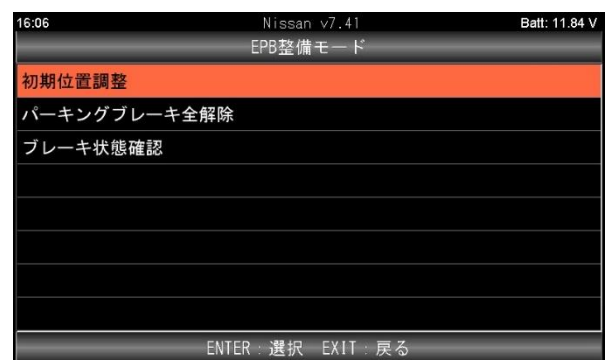 16:06 Nissan v7.41 Batt: 11.84 V
EPB整備モード
初期位置調整
パーキングブレーキ全解除
ブレーキ状態確認
ENTER：選択 EXIT：戻る